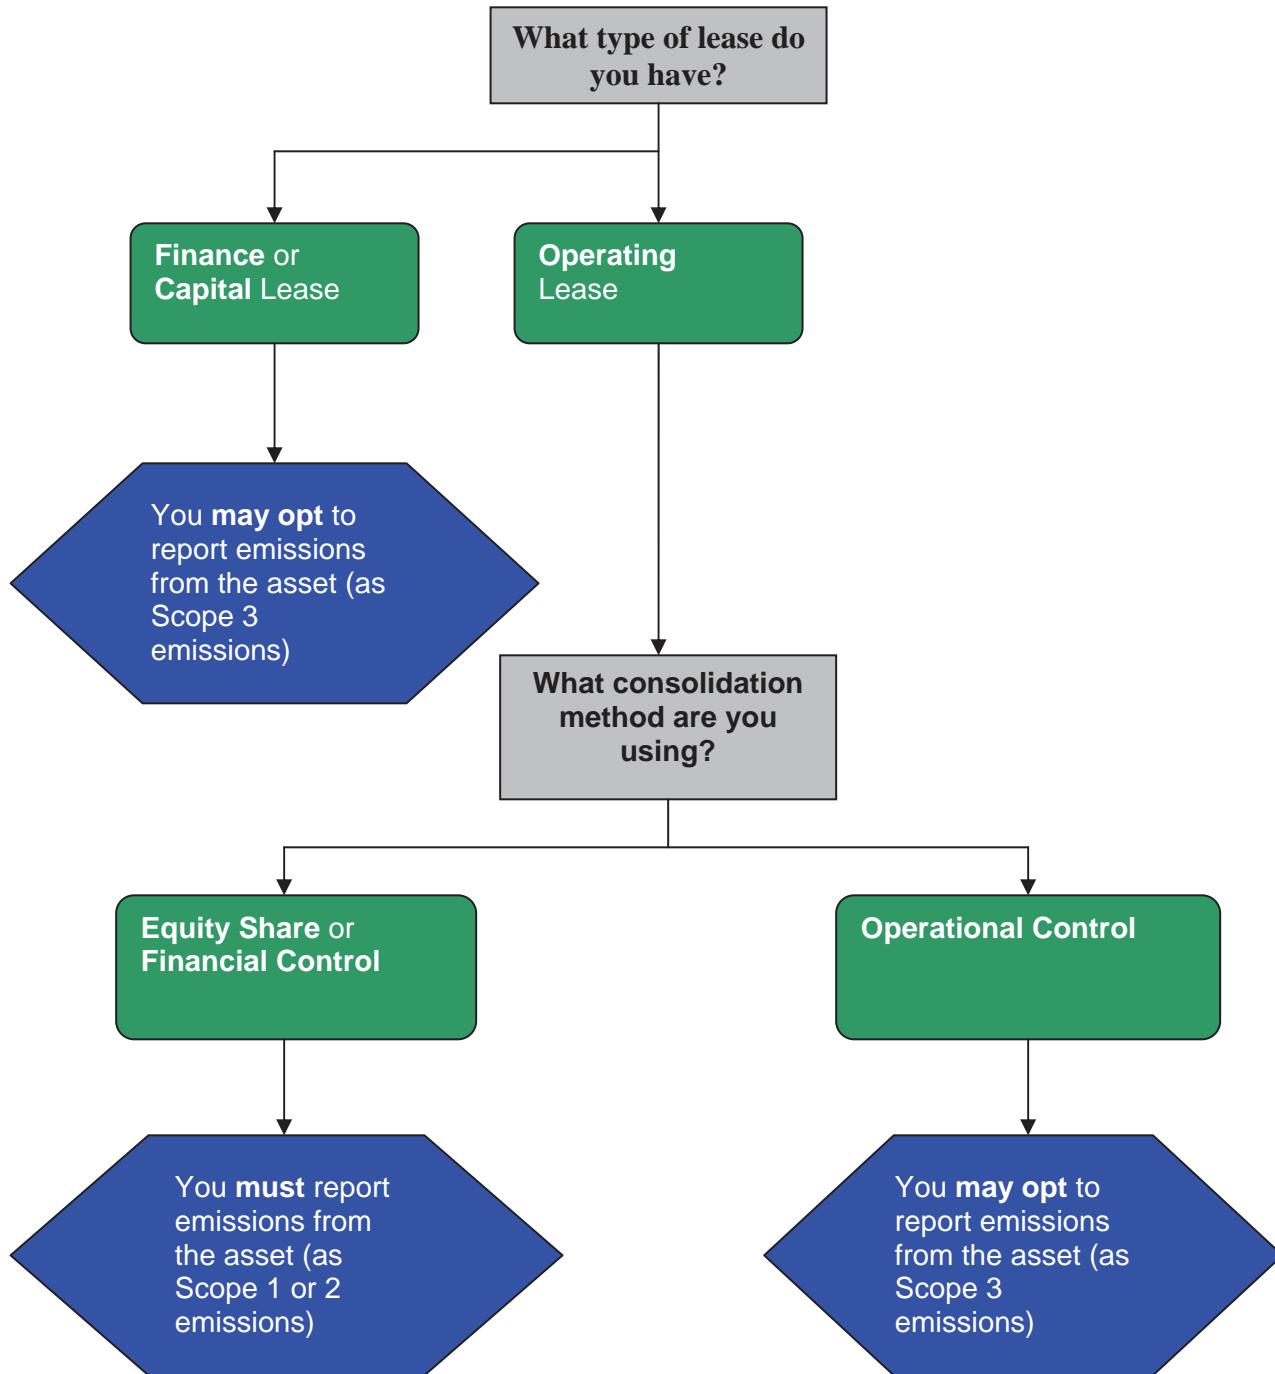 What type of lease do
you have?
Finance or
Capital Lease
Operating
Lease
You may opt to
report emissions
from the asset (as
Scope 3
emissions)
What consolidation
method are you
using?
Equity Share or
Financial Control
Operational Control
You must report
emissions from
the asset (as
Scope 1 or 2
emissions)
You may opt to
report emissions
from the asset (as
Scope 3
emissions)